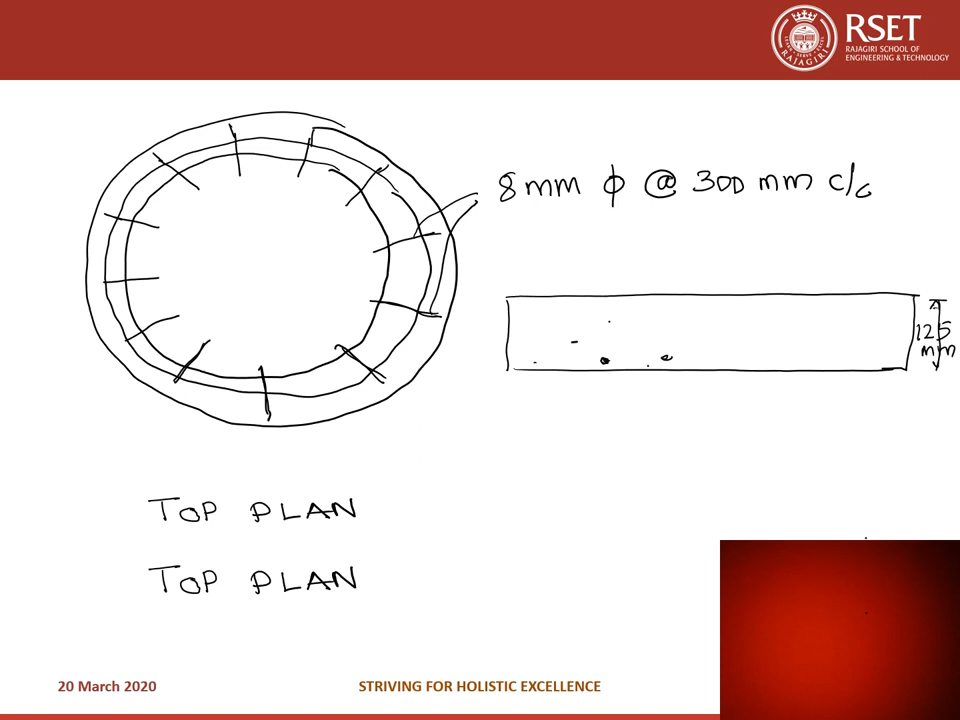 RSET
RAJAGIRI SCHOOL OF
ENGINEERING & TECHNOLOGY
RAJAGIRI
8 mm ϕ @ 300 mm c/c
125
mm
TOP PLAN
TOP PLAN
20 March 2020
STRIVING FOR HOLISTIC EXCELLENCE